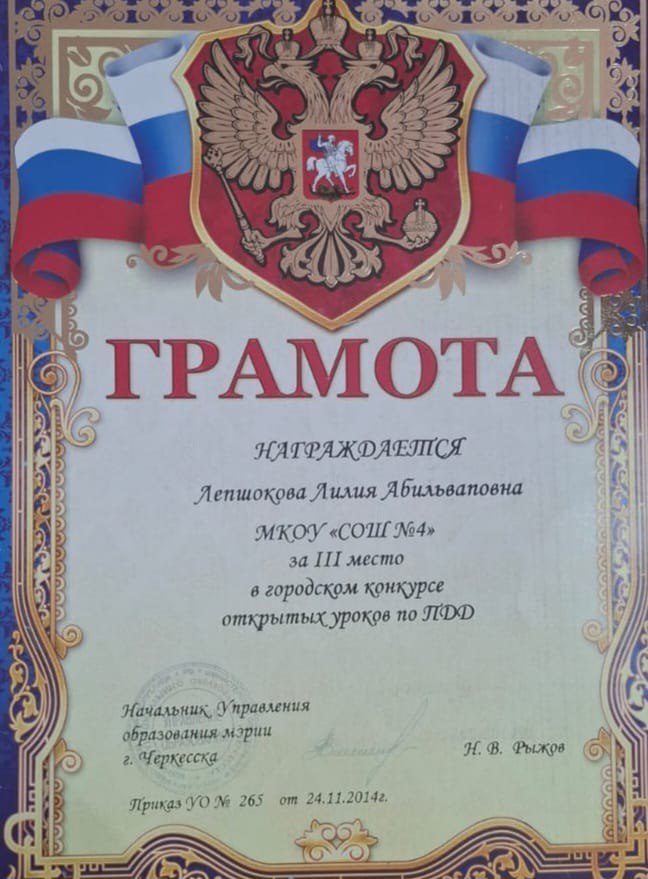 ГРАМОТА
НАГРАЖДАЕТСЯ
Лепшокова Лилия Абильваповна
МКОУ «СОШ №4»
за III место
в городском конкурсе
открытых уроков по ПДД
Начальник Управления
образования мэрии
г. Черкесска
Н. В. Рыжов
Приказ УО № 265 от 24.11.2014г.